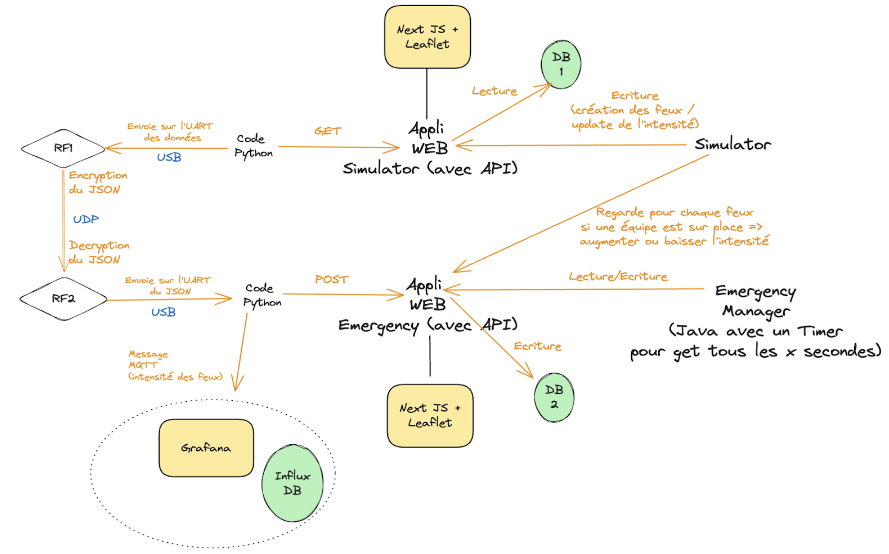 Next JS +
Leaflet
DB
1
Lecture
Ecriture
(création des feux /
update de l'intensité)
Envoie sur l'UART
des données
USB
Code
Python
GET
Appli
WEB
Simulator (avec API)
Simulator
RF1
Encryption
du JSON
UDP
Decryption
du JSON
Regarde pour chaque feux
si une équipe est sur place =>
augmenter ou baisser l'intensité
RF2
Envoie sur l'UART
du JSON
USB
Code
Python
POST
Appli
WEB
Emergency (avec API)
Lecture/Ecriture
Emergency
Manager
(Java avec un Timer
pour get tous les x secondes)
Message
MQTT
(intensité des feux)
Ecriture
DB
2
Next JS +
Leaflet
Grafana
Influx
DB